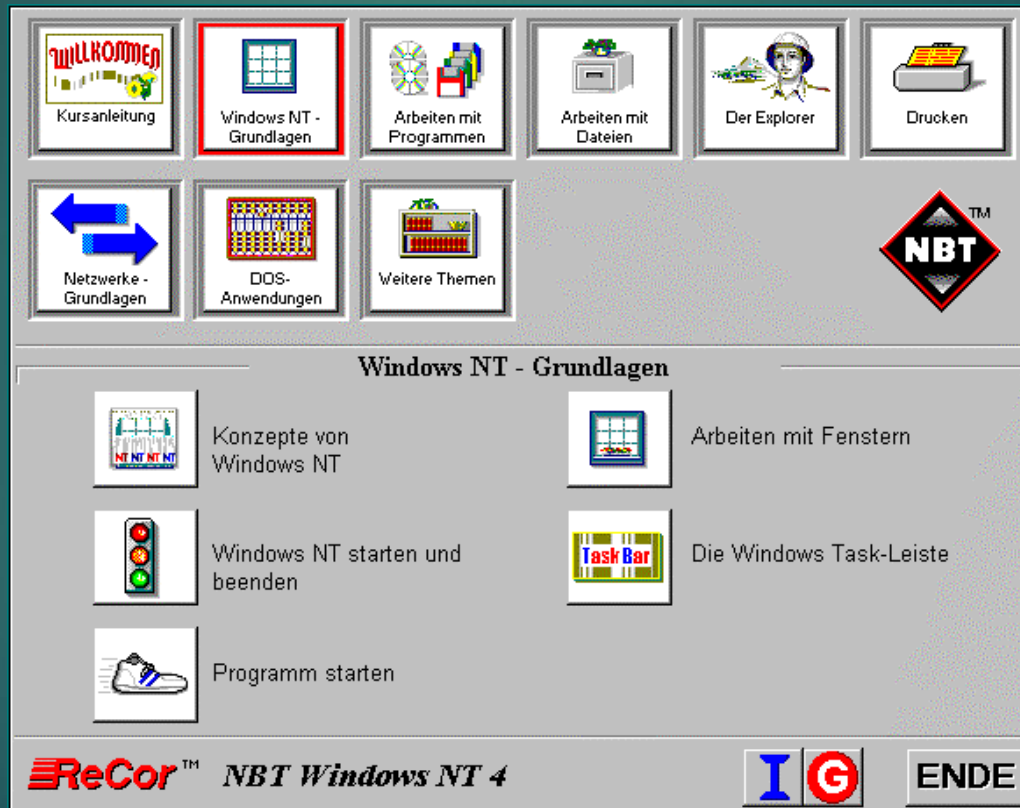 WILLKOMMEN
Kursanleitung
Windows NT -
Grundlagen
Arbeiten mit
Programmen
Arbeiten mit
Dateien
Der Explorer
Drucken
Netzwerke -
Grundlagen
DOS-
Anwendungen
Weitere Themen
NBT TM
Windows NT - Grundlagen
NT NT NT NT
Konzepte von
Windows NT
Arbeiten mit Fenstern
Windows NT starten und
beenden
Task Bar
Die Windows Task-Leiste
Programm starten
ReCor™ NBT Windows NT 4
I G ENDE